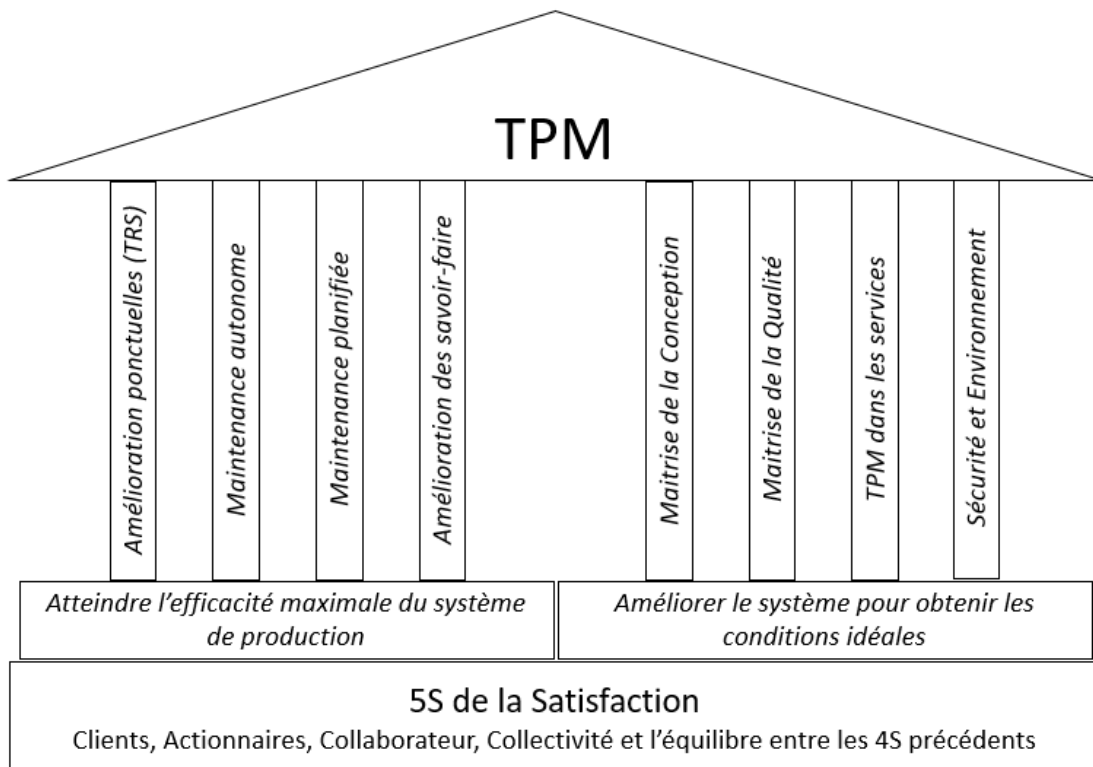 TPM
Amélioration ponctuelles (TRS)
Maintenance autonome
Maintenance planifiée
Amélioration des savoir-faire
Maitrise de la Conception
Maitrise de la Qualité
TPM dans les services
Sécurité et Environnement
Atteindre l’efficacité maximale du système
de production
Améliorer le système pour obtenir les
conditions idéales
5S de la Satisfaction
Clients, Actionnaires, Collaborateur, Collectivité et l’équilibre entre les 4S précédents